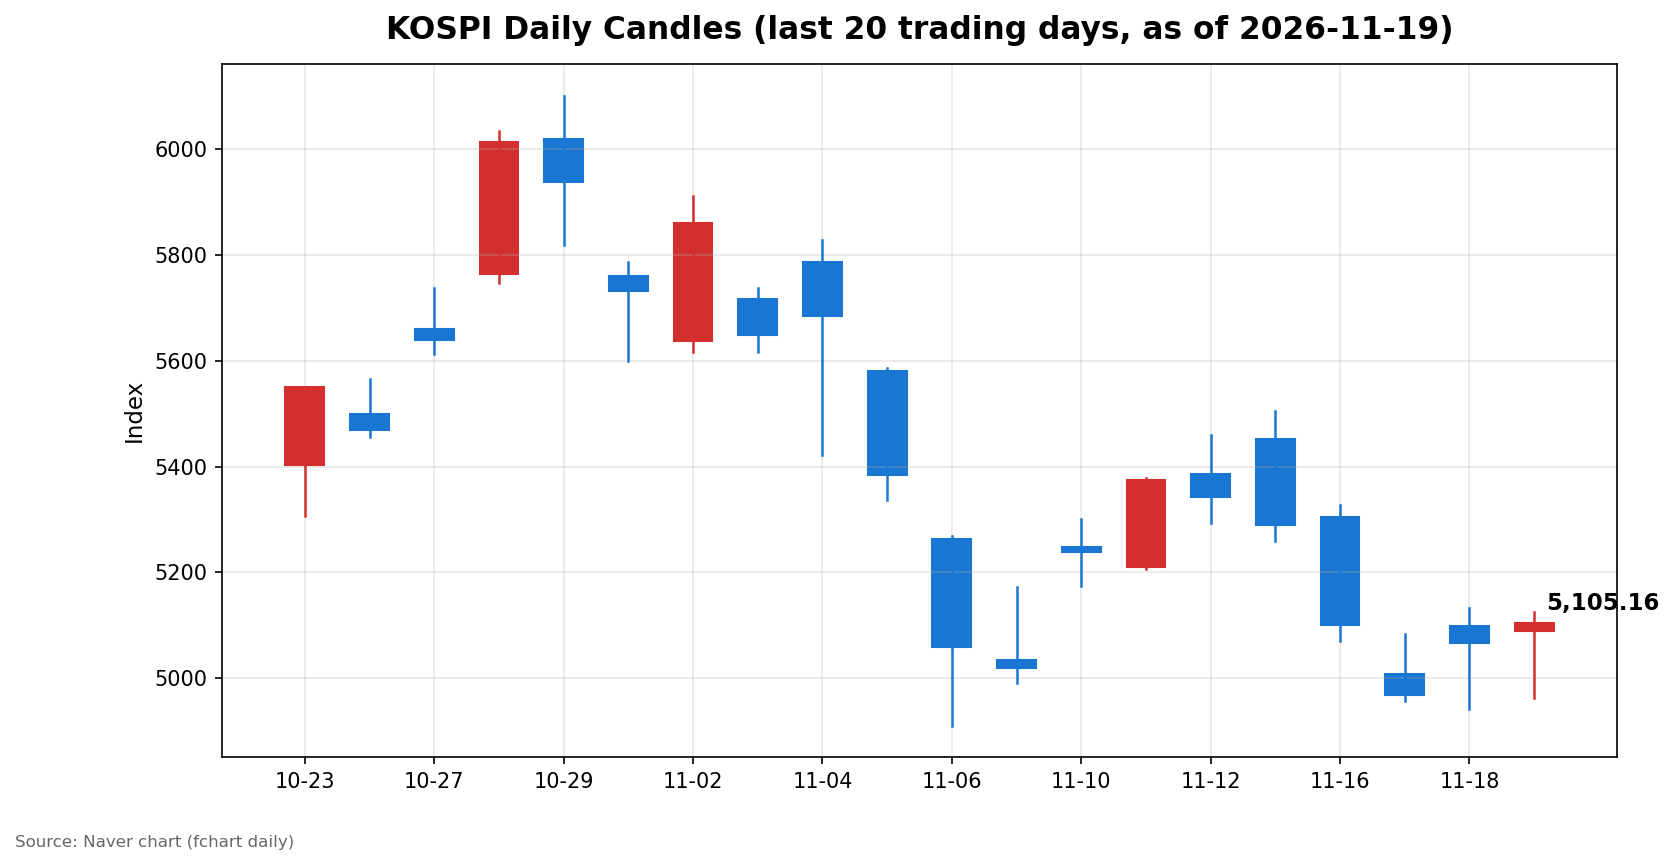 KOSPI Daily Candles (last 20 trading days, as of 2026-11-19)
Index
6000
5800
5600
5400
5200
5000
5,105.16
10-23 10-27 10-29 11-02 11-04 11-06 11-10 11-12 11-16 11-18
Source: Naver chart (fchart daily)